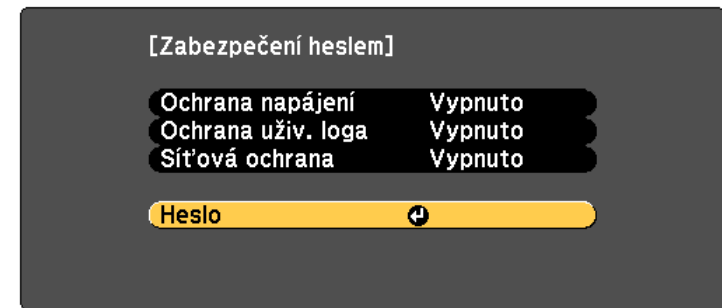 [Zabezpečení heslem]
Ochrana napájení Vypnuto
Ochrana uživ. loga Vypnuto
Síťová ochrana Vypnuto
Heslo